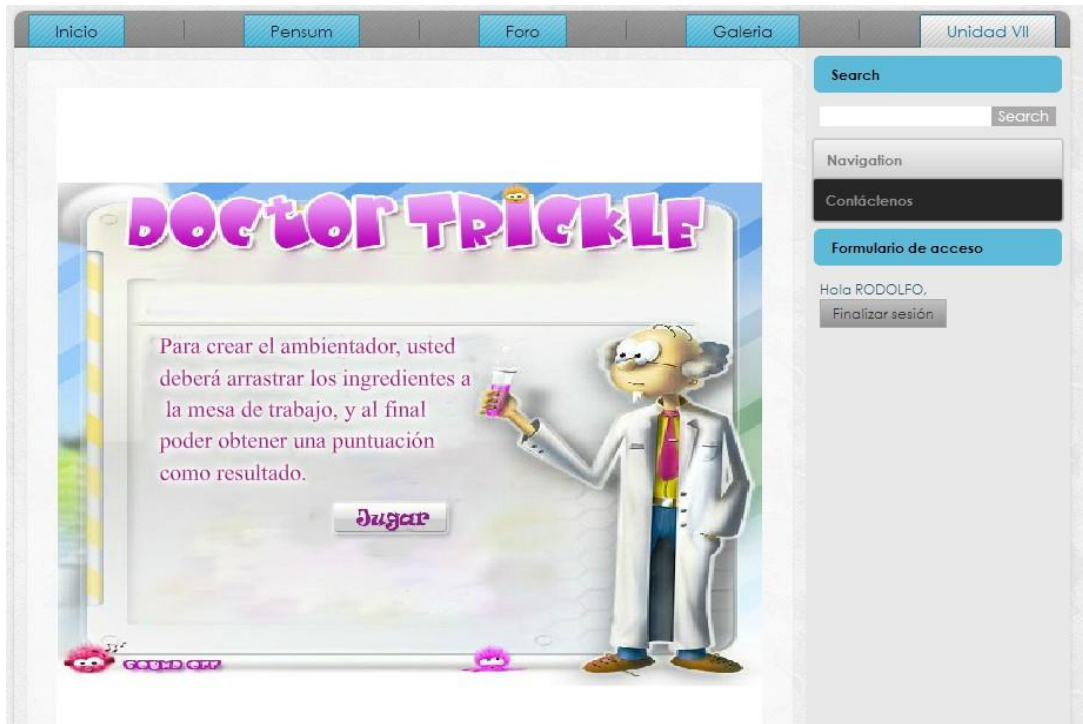 Inicio
Pensum
Foro
Galeria
Unidad VII
Search
Search
Navigation
Contáctenos
Formulario de acceso
Hola RODOLFO,
Finalizar sesión
DOCtOr TRiCKLE
Para crear el ambientador, usted
deberá arrastrar los ingredientes a
la mesa de trabajo, y al final
poder obtener una puntuación
como resultado.
Jugar
SOUND OFF